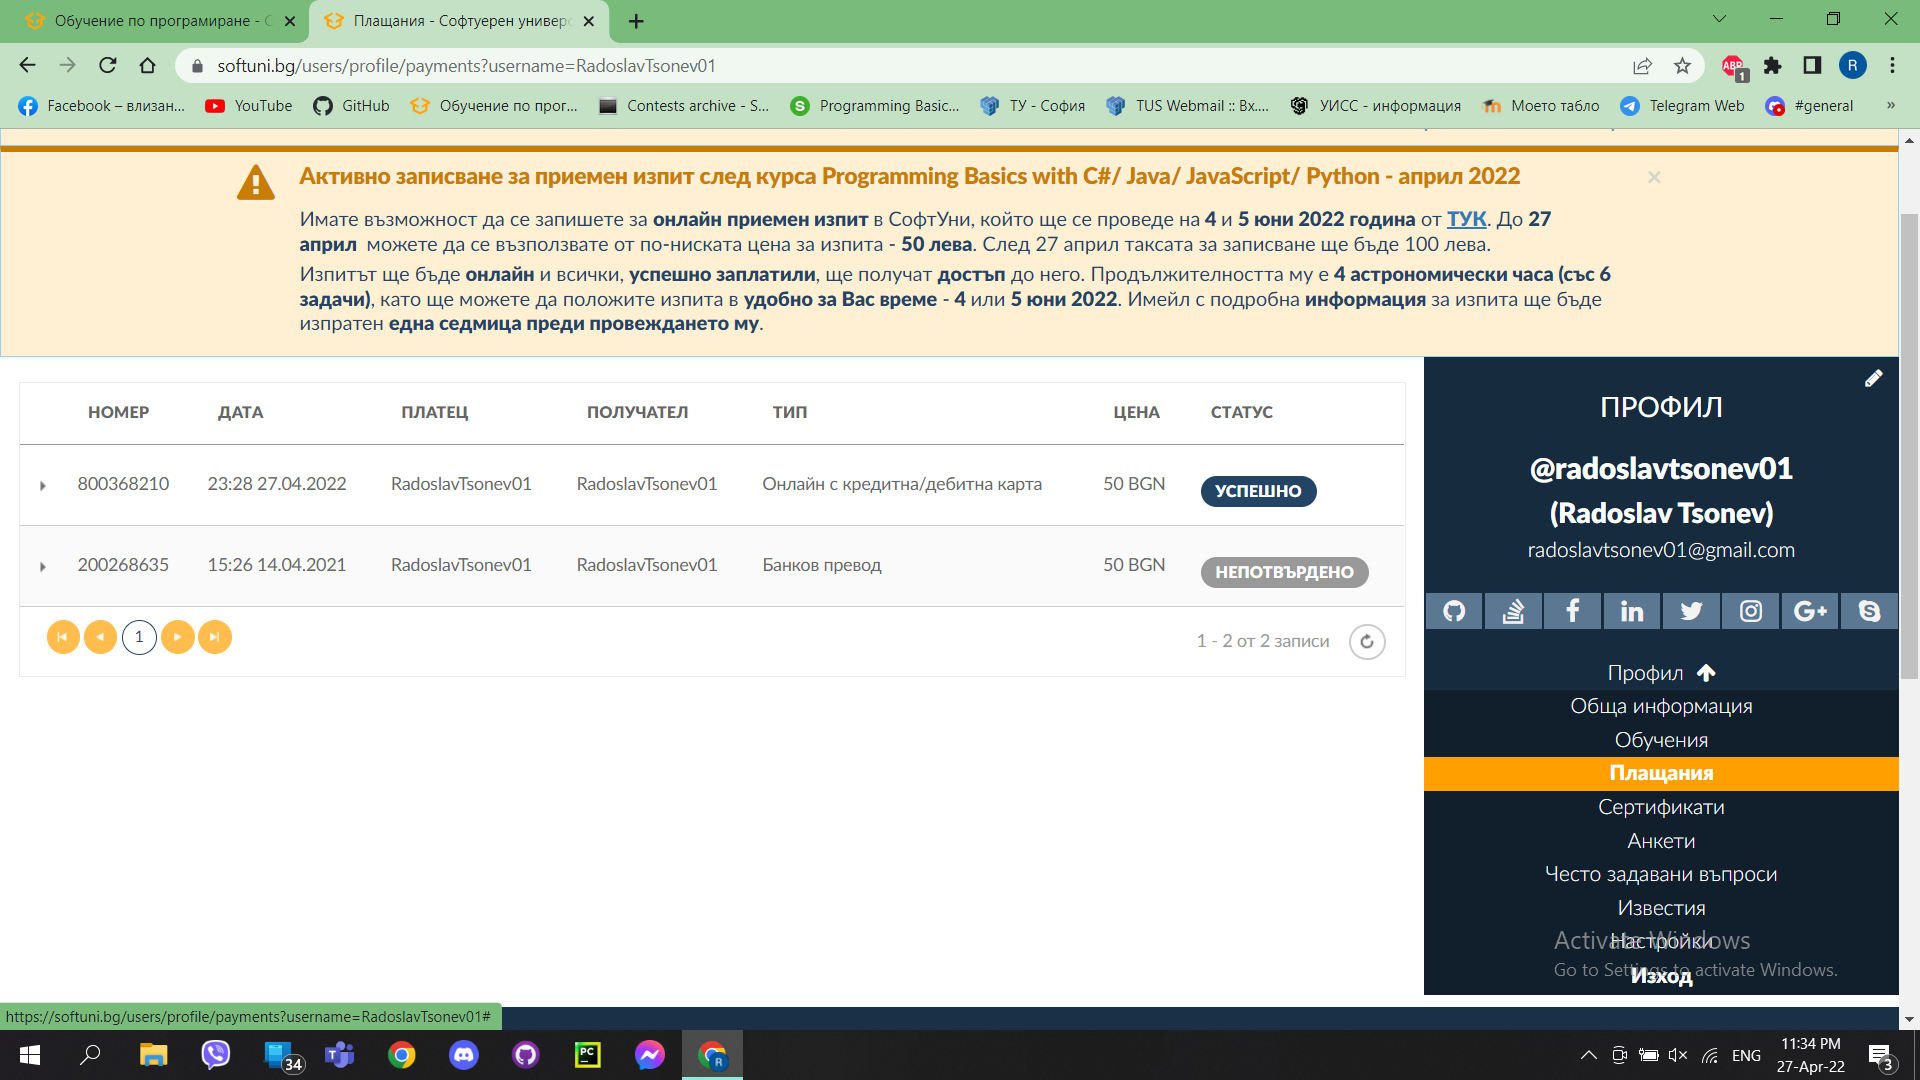 Обучение по програмиране - С
Плащания - Софтуерен универс
softuni.bg/users/profile/payments?username=RadoslavTsonev01
ABP
1
R
Facebook – влизан...
YouTube
GitHub
Обучение по прог...
Contests archive - S...
Programming Basic...
ТУ - София
TUS Webmail :: Вх....
УИСС - информация
Моето табло
Telegram Web
#general
»
Активно записване за приемен изпит след курса Programming Basics with C#/ Java/ JavaScript/ Python - април 2022
Имате възможност да се запишете за онлайн приемен изпит в СофтУни, който ще се проведе на 4 и 5 юни 2022 година от ТУК. До 27
април можете да се възползвате от по-ниската цена за изпита - 50 лева. След 27 април таксата за записване ще бъде 100 лева.
Изпитът ще бъде онлайн и всички, успешно заплатили, ще получат достъп до него. Продължителността му е 4 астрономически часа (със 6
задачи), като ще можете да положите изпита в удобно за Вас време - 4 или 5 юни 2022. Имейл с подробна информация за изпита ще бъде
изпратен една седмица преди провеждането му.
НОМЕР ДАТА ПЛАТЕЦ ПОЛУЧАТЕЛ ТИП ЦЕНА СТАТУС
800368210 23:28 27.04.2022 RadoslavTsonev01 RadoslavTsonev01 Онлайн с кредитна/дебитна карта 50 BGN УСПЕШНО
200268635 15:26 14.04.2021 RadoslavTsonev01 RadoslavTsonev01 Банков превод 50 BGN НЕПОТВЪРДЕНО
1
1 - 2 от 2 записи
ПРОФИЛ
@radoslavtsonev01
(Radoslav Tsonev)
radoslavtsonev01@gmail.com
Профил
Обща информация
Обучения
Плащания
Сертификати
Анкети
Често задавани въпроси
Известия
Настройки
Изход
Activate Windows
Go to Settings to activate Windows.
https://softuni.bg/users/profile/payments?username=RadoslavTsonev01#
34
PC
R
ENG
11:34 PM
27-Apr-22
3